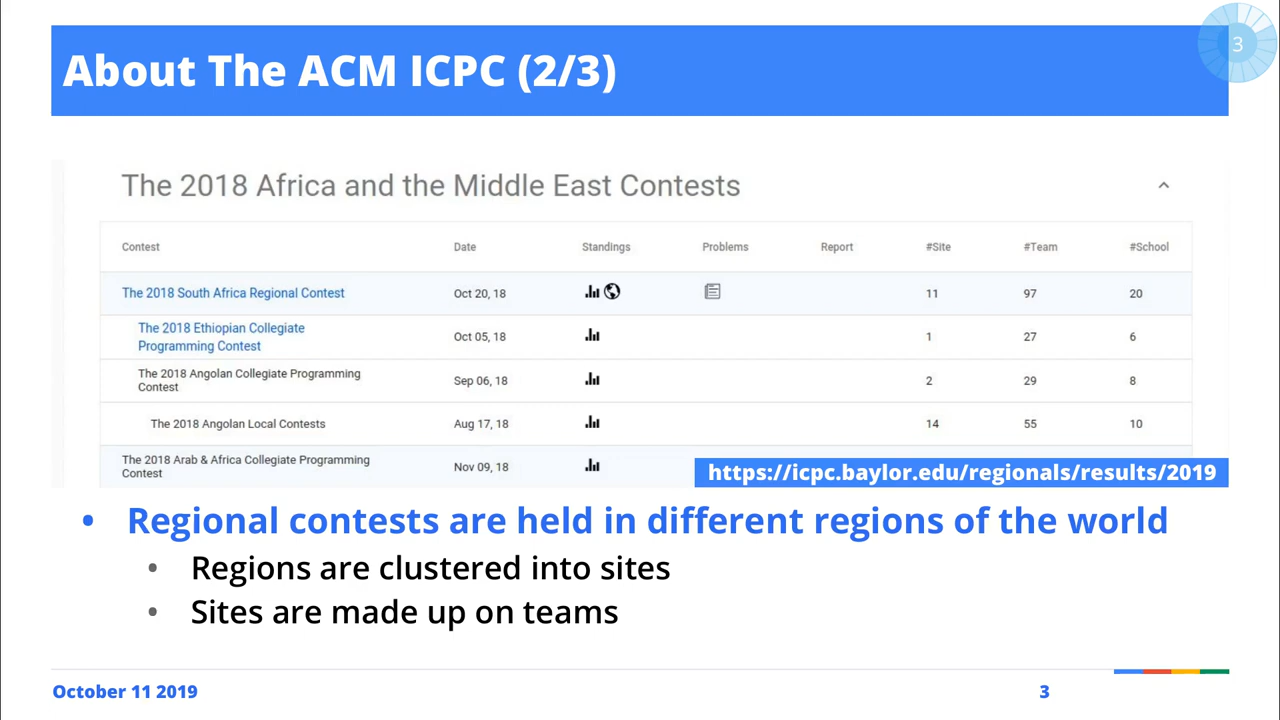 3
About The ACM ICPC (2/3)
The 2018 Africa and the Middle East Contests
Contest Date Standings Problems Report #Site #Team #School
The 2018 South Africa Regional Contest Oct 20, 18 11 97 20
The 2018 Ethiopian Collegiate
Programming Contest Oct 05, 18 1 27 6
The 2018 Angolan Collegiate Programming
Contest Sep 06, 18 2 29 8
The 2018 Angolan Local Contests Aug 17, 18 14 55 10
The 2018 Arab & Africa Collegiate Programming
Contest Nov 09, 18
https://icpc.baylor.edu/regionals/results/2019
• Regional contests are held in different regions of the world
• Regions are clustered into sites
• Sites are made up on teams
October 11 2019 3